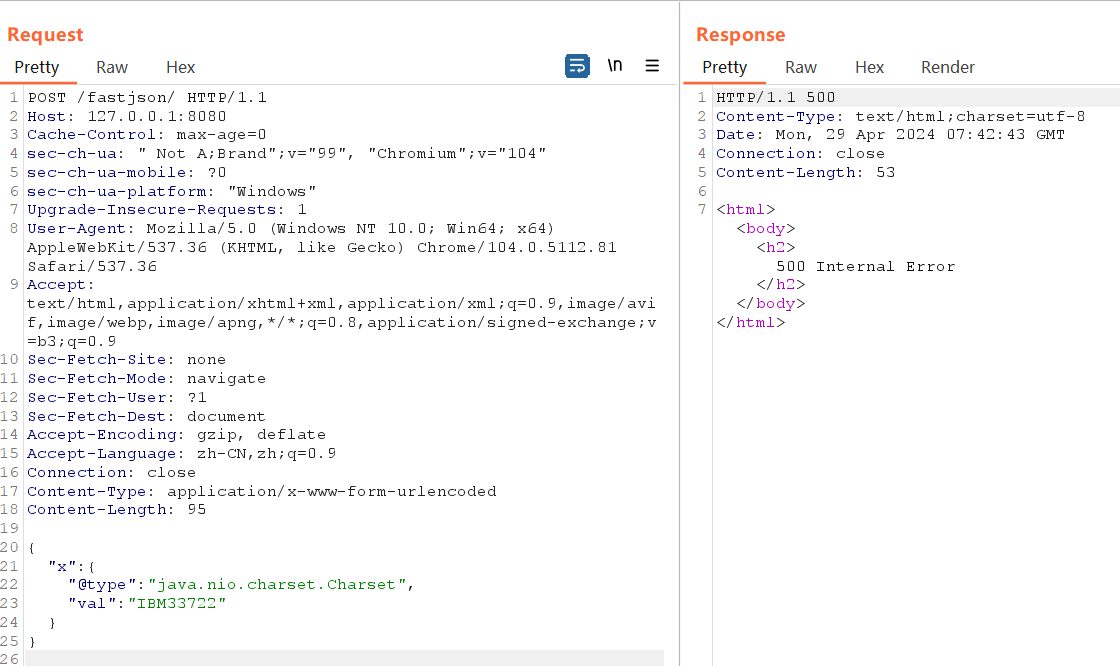 Request
Pretty Raw Hex
\n
1 POST /fastjson/ HTTP/1.1
2 Host: 127.0.0.1:8080
3 Cache-Control: max-age=0
4 sec-ch-ua: " Not A;Brand";v="99", "Chromium";v="104"
5 sec-ch-ua-mobile: ?0
6 sec-ch-ua-platform: "Windows"
7 Upgrade-Insecure-Requests: 1
8 User-Agent: Mozilla/5.0 (Windows NT 10.0; Win64; x64)
AppleWebKit/537.36 (KHTML, like Gecko) Chrome/104.0.5112.81
Safari/537.36
9 Accept:
text/html,application/xhtml+xml,application/xml;q=0.9,image/avi
f,image/webp,image/apng,*/*;q=0.8,application/signed-exchange;v
=b3;q=0.9
10 Sec-Fetch-Site: none
11 Sec-Fetch-Mode: navigate
12 Sec-Fetch-User: ?1
13 Sec-Fetch-Dest: document
14 Accept-Encoding: gzip, deflate
15 Accept-Language: zh-CN,zh;q=0.9
16 Connection: close
17 Content-Type: application/x-www-form-urlencoded
18 Content-Length: 95
19
20 {
21 "x":{
22 "@type":"java.nio.charset.Charset",
23 "val":"IBM33722"
24 }
25 }
26
Response
Pretty Raw Hex Render
1 HTTP/1.1 500
2 Content-Type: text/html;charset=utf-8
3 Date: Mon, 29 Apr 2024 07:42:43 GMT
4 Connection: close
5 Content-Length: 53
6
7 <html>
<body>
<h2>
500 Internal Error
</h2>
</body>
</html>